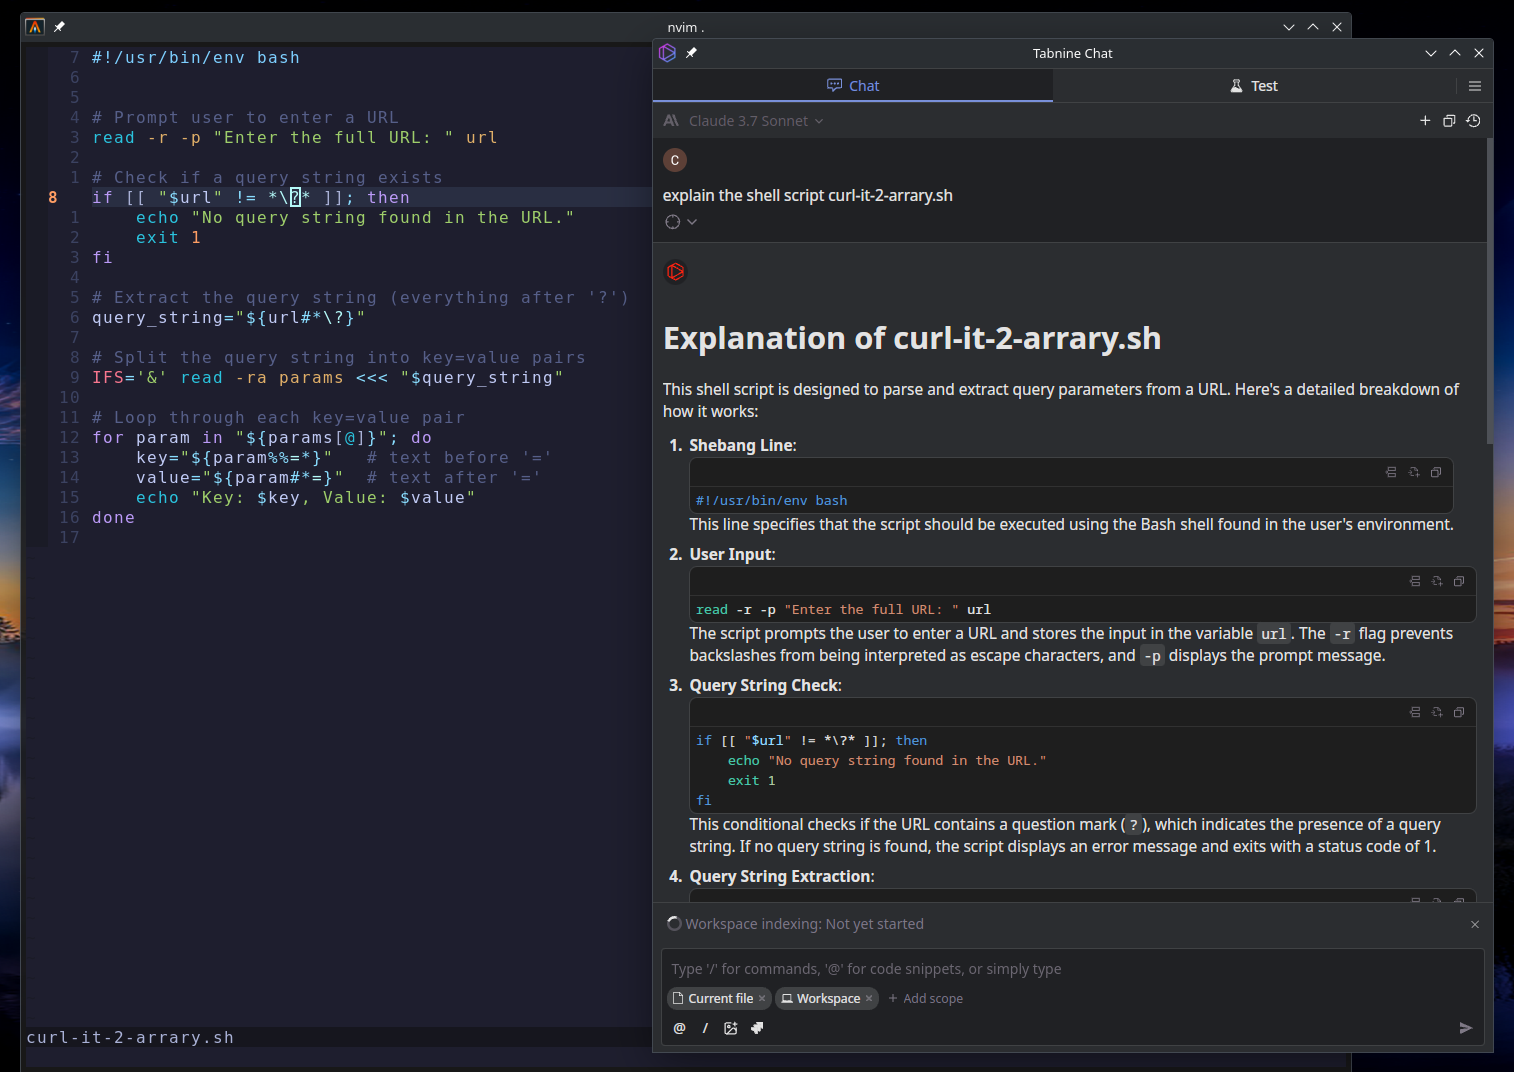 nvim .
7 #!/usr/bin/env bash
6
5
4 # Prompt user to enter a URL
3 read -r -p "Enter the full URL: " url
2
1 # Check if a query string exists
8 if [[ "$url" != *\?* ]]; then
1     echo "No query string found in the URL."
2     exit 1
3 fi
4
5 # Extract the query string (everything after '?')
6 query_string="${url#*\?}"
7
8 # Split the query string into key=value pairs
9 IFS='&' read -ra params <<< "$query_string"
10
11 # Loop through each key=value pair
12 for param in "${params[@]}"; do
13     key="${param%%=*}"   # text before '='
14     value="${param#*=}"  # text after '='
15     echo "Key: $key, Value: $value"
16 done
17
curl-it-2-arrary.sh
Tabnine Chat
Chat Test
Claude 3.7 Sonnet
C
explain the shell script curl-it-2-arrary.sh
Explanation of curl-it-2-arrary.sh
This shell script is designed to parse and extract query parameters from a URL. Here's a detailed breakdown of
how it works:
1. Shebang Line:
#!/usr/bin/env bash
This line specifies that the script should be executed using the Bash shell found in the user's environment.
2. User Input:
read -r -p "Enter the full URL: " url
The script prompts the user to enter a URL and stores the input in the variable url. The -r flag prevents
backslashes from being interpreted as escape characters, and -p displays the prompt message.
3. Query String Check:
if [[ "$url" != *\?* ]]; then
    echo "No query string found in the URL."
    exit 1
fi
This conditional checks if the URL contains a question mark (?), which indicates the presence of a query
string. If no query string is found, the script displays an error message and exits with a status code of 1.
4. Query String Extraction:
Workspace indexing: Not yet started
Type '/' for commands, '@' for code snippets, or simply type
Current file × Workspace × + Add scope
@ /